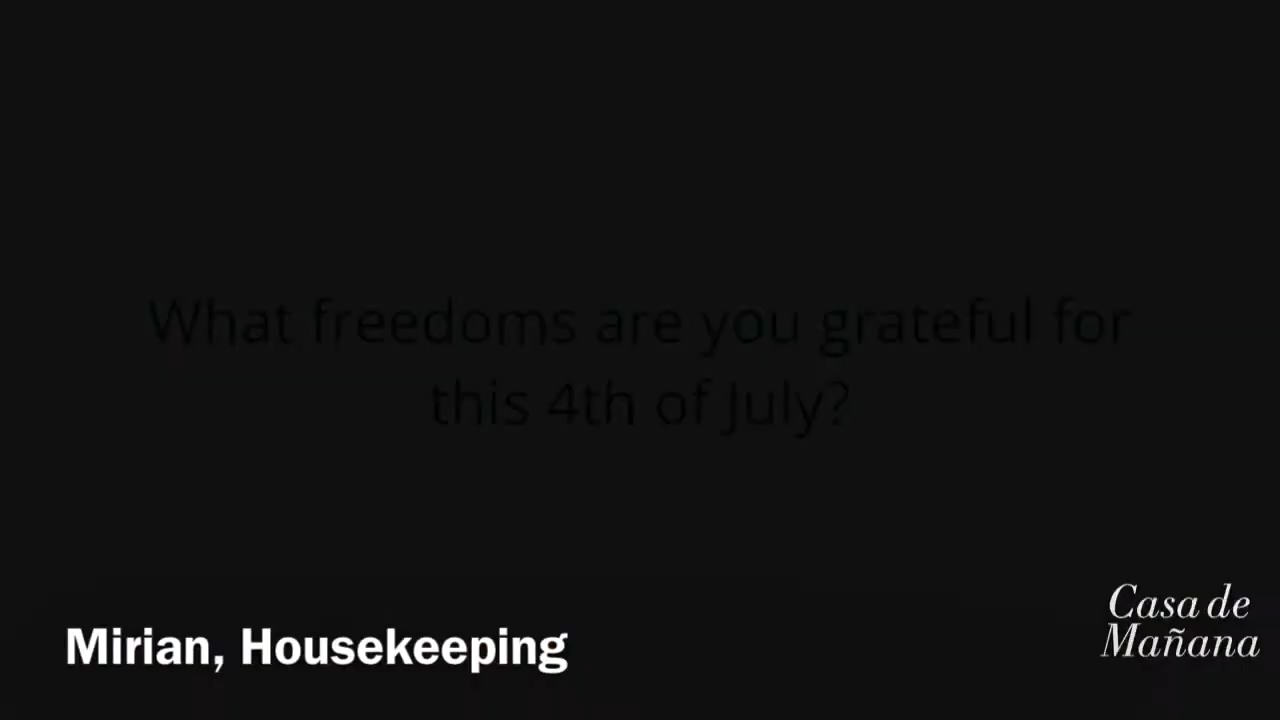 What freedoms are you grateful for
this 4th of July?
Mirian, Housekeeping
Casa de
Mañana